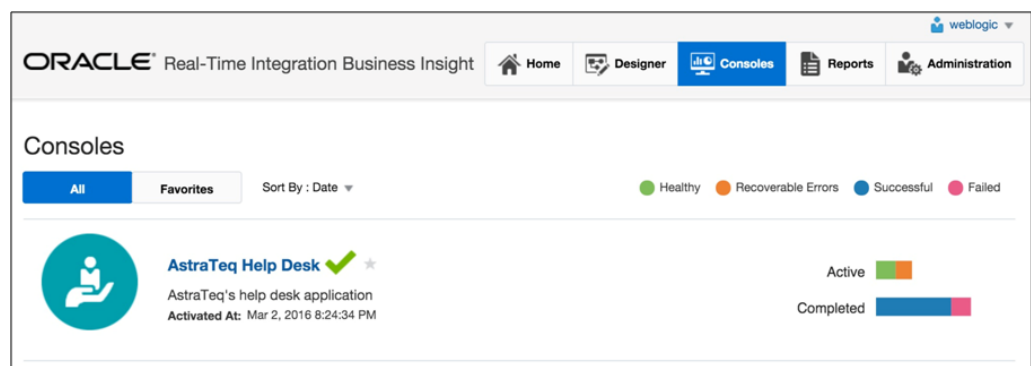 weblogic
ORACLE® Real-Time Integration Business Insight Home Designer Consoles Reports Administration
Consoles
All Favorites Sort By : Date Healthy Recoverable Errors Successful Failed
AstraTeq Help Desk
AstraTeq's help desk application
Activated At: Mar 2, 2016 8:24:34 PM
Active
Completed